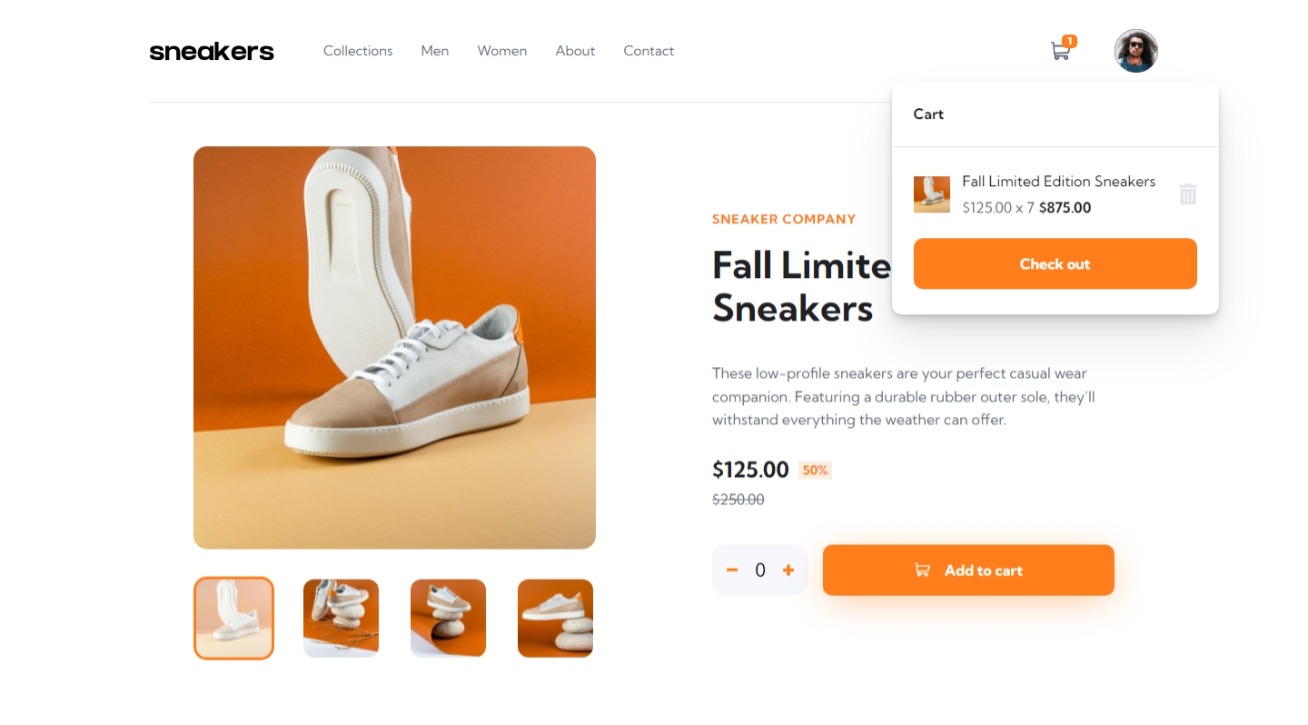 sneakers
Collections
Men
Women
About
Contact
1
Cart
Fall Limited Edition Sneakers
$125.00 x 7 $875.00
Check out
SNEAKER COMPANY
Fall Limite
Sneakers
These low-profile sneakers are your perfect casual wear
companion. Featuring a durable rubber outer sole, they'll
withstand everything the weather can offer.
$125.00 50%
$250.00
0
Add to cart